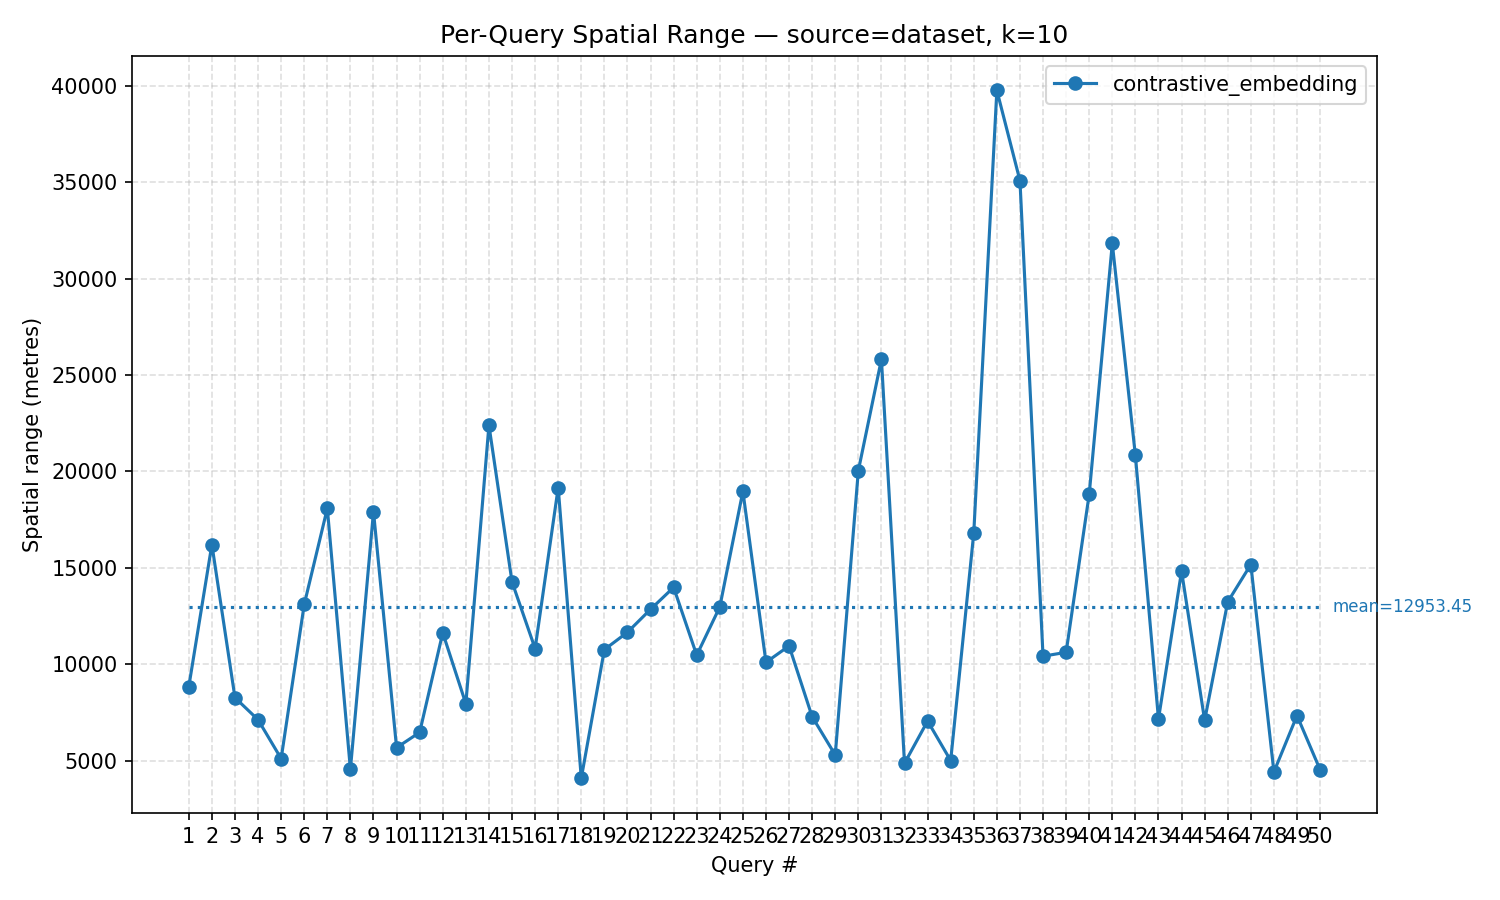 Per-Query Spatial Range — source=dataset, k=10
contrastive_embedding
40000
35000
30000
25000
20000
15000
10000
5000
Spatial range (metres)
mean=12953.45
1 2 3 4 5 6 7 8 9 10 11 12 13 14 15 16 17 18 19 20 21 22 23 24 25 26 27 28 29 30 31 32 33 34 35 36 37 38 39 40 41 42 43 44 45 46 47 48 49 50
Query #